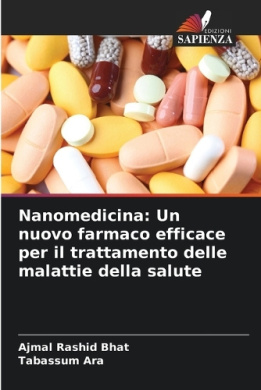 EDIZIONI
SAPIENZA
Nanomedicina: Un
nuovo farmaco efficace
per il trattamento delle
malattie della salute
Ajmal Rashid Bhat
Tabassum Ara